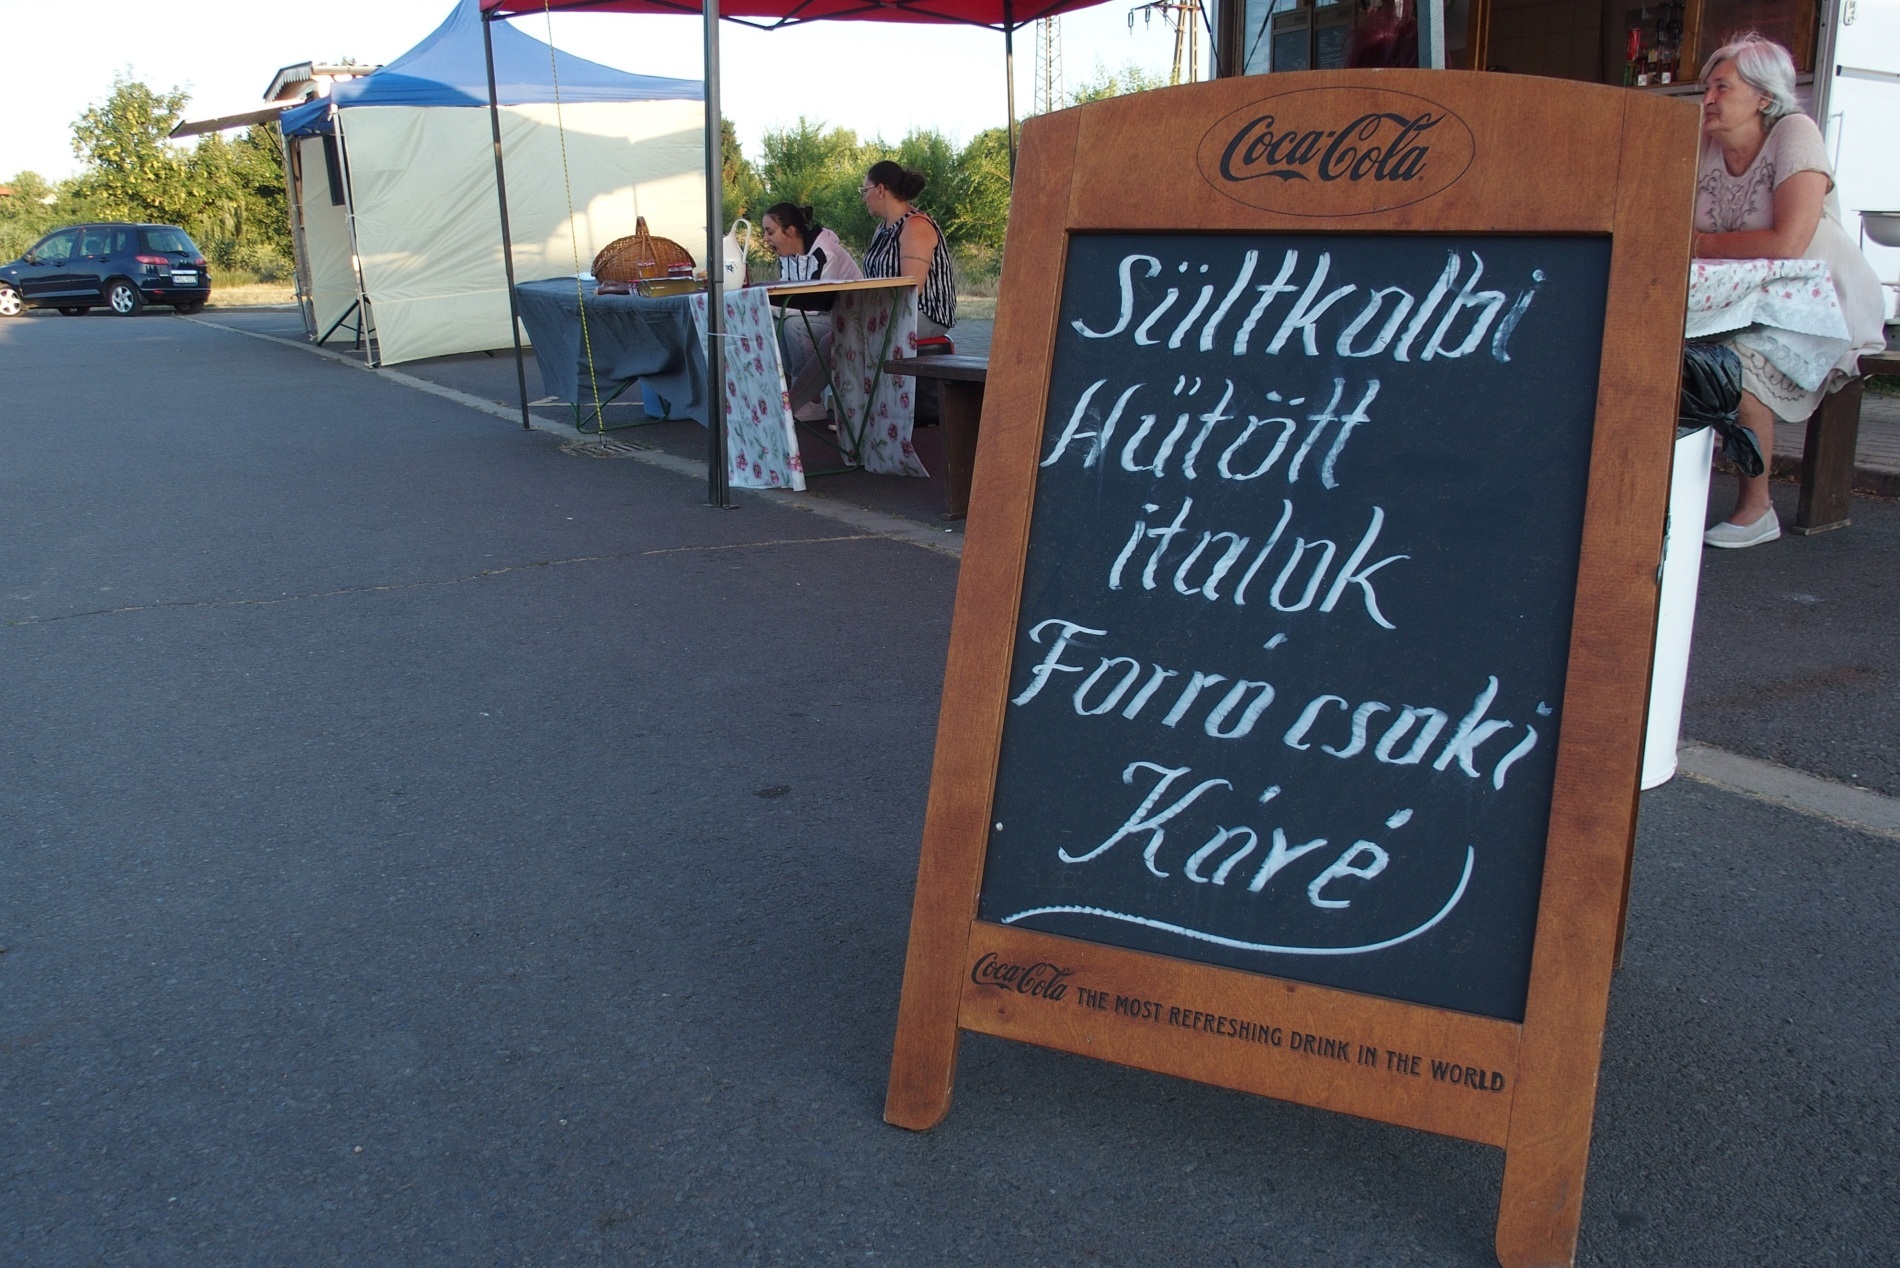 Coca-Cola
Sültkolbi
Hűtött
italok
Forró csoki
Kávé
Coca-Cola THE MOST REFRESHING DRINK IN THE WORLD